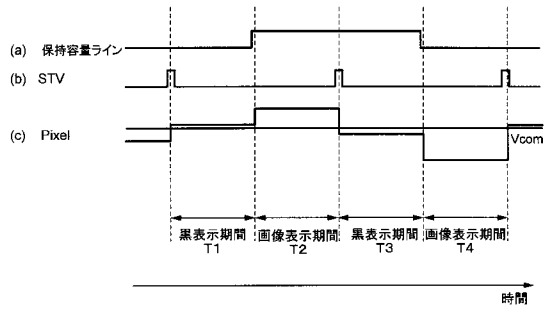 (a) 保持容量ライン
(b) STV
(c) Pixel
Vcom
黒表示期間 画像表示期間 黒表示期間 画像表示期間
T1 T2 T3 T4
時間